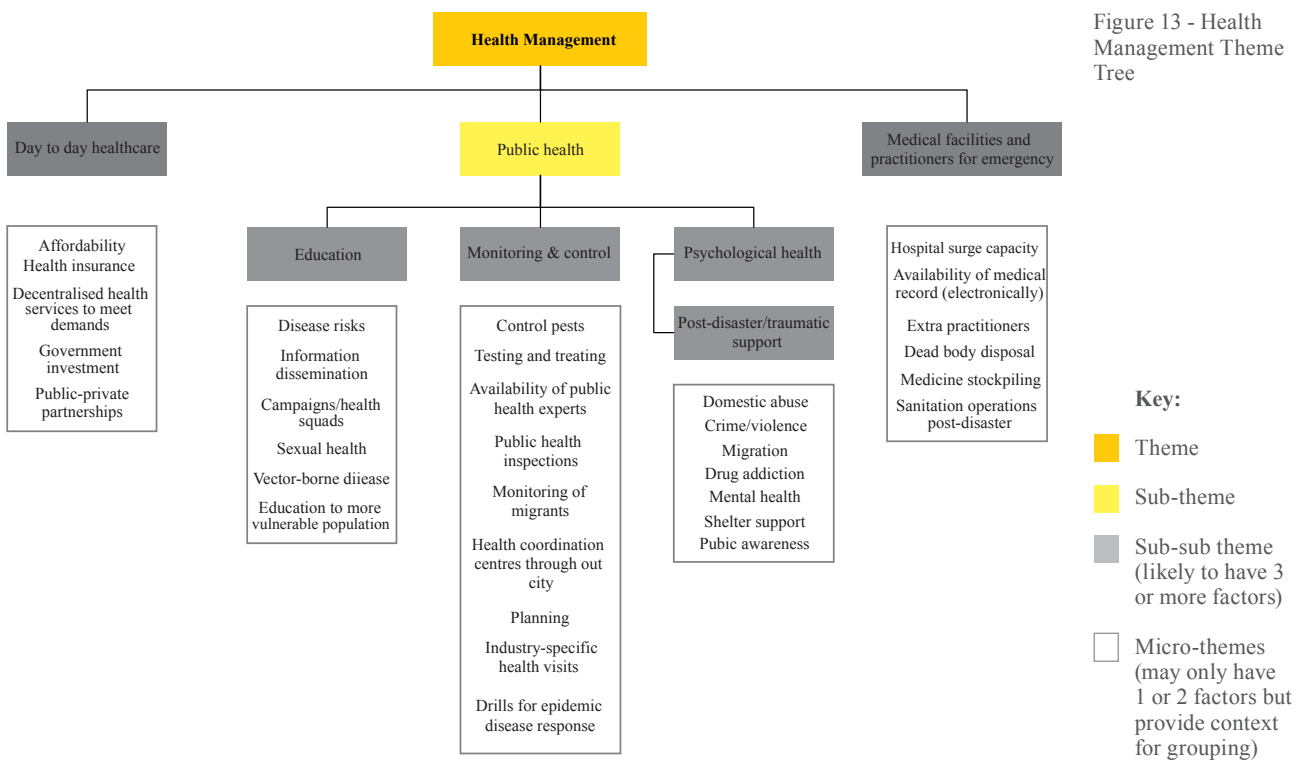 Figure 13 - Health
Management Theme
Tree
Health Management
Day to day healthcare
Public health
Medical facilities and
practitioners for emergency
Affordability
Health insurance
Decentralised health
services to meet
demands
Government
investment
Public-private
partnerships
Education
Disease risks
Information
dissemination
Campaigns/health
squads
Sexual health
Vector-borne diiease
Education to more
vulnerable population
Monitoring & control
Control pests
Testing and treating
Availability of public
health experts
Public health
inspections
Monitoring of
migrants
Health coordination
centres through out
city
Planning
Industry-specific
health visits
Drills for epidemic
disease response
Psychological health
Post-disaster/traumatic
support
Domestic abuse
Crime/violence
Migration
Drug addiction
Mental health
Shelter support
Pubic awareness
Hospital surge capacity
Availability of medical
record (electronically)
Extra practitioners
Dead body disposal
Medicine stockpiling
Sanitation operations
post-disaster
Key:
Theme
Sub-theme
Sub-sub theme
(likely to have 3
or more factors)
Micro-themes
(may only have
1 or 2 factors but
provide context
for grouping)